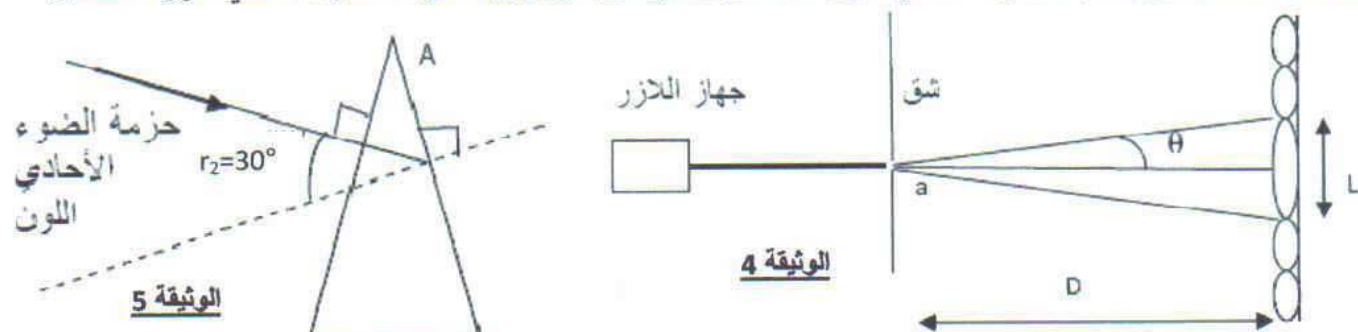 A
حزمة الضوء
الأحادي
اللون
r₂=30°
الوثيقة 5
جهاز اللازر
شق
θ
a
L
D
الوثيقة 4